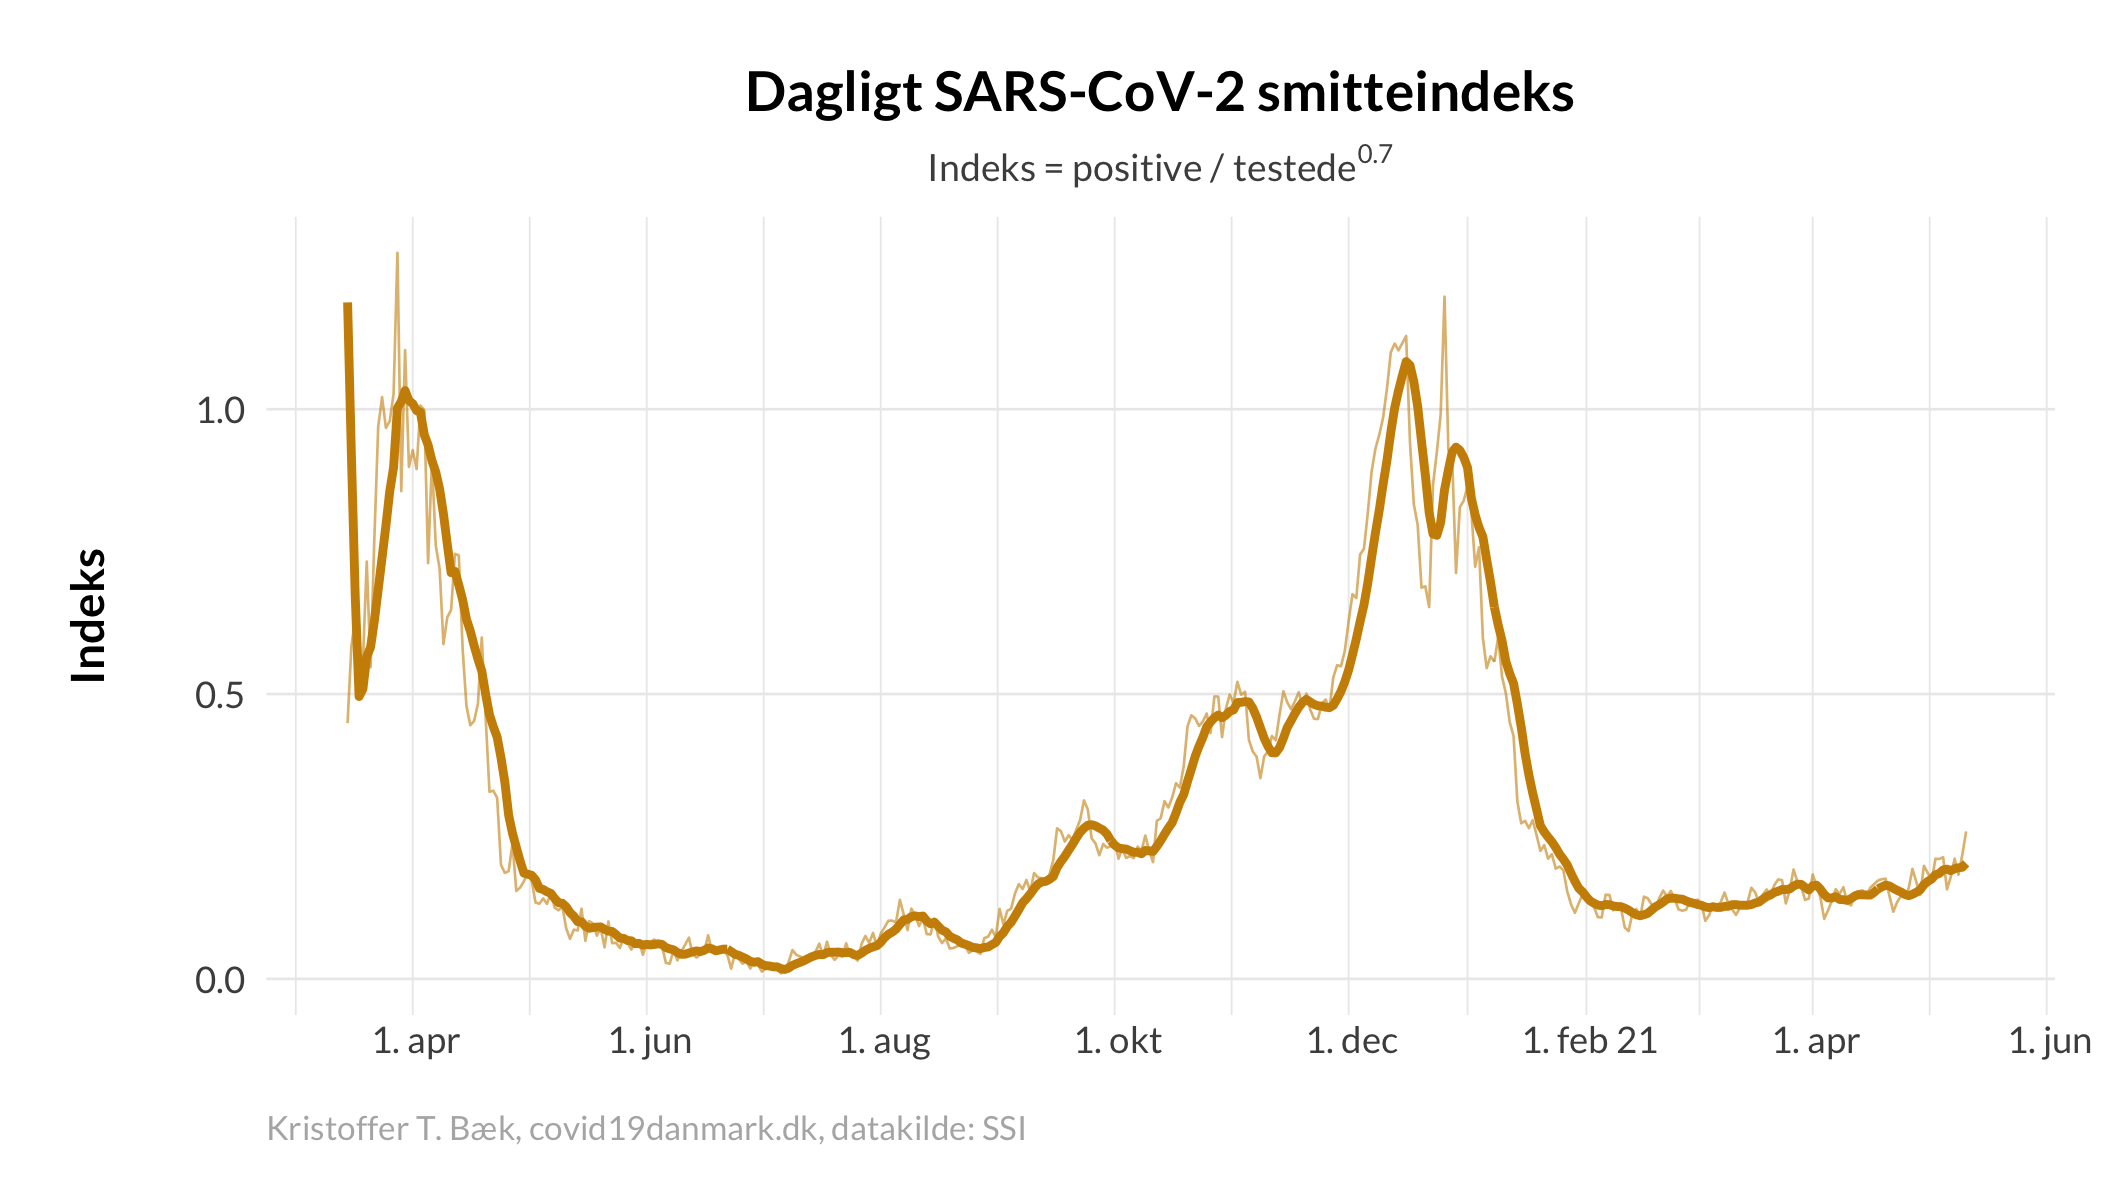 Dagligt SARS-CoV-2 smitteindeks
Indeks = positive / testede^0.7
Indeks
1.0
0.5
0.0
1. apr
1. jun
1. aug
1. okt
1. dec
1. feb 21
1. apr
1. jun
Kristoffer T. Bæk, covid19danmark.dk, datakilde: SSI